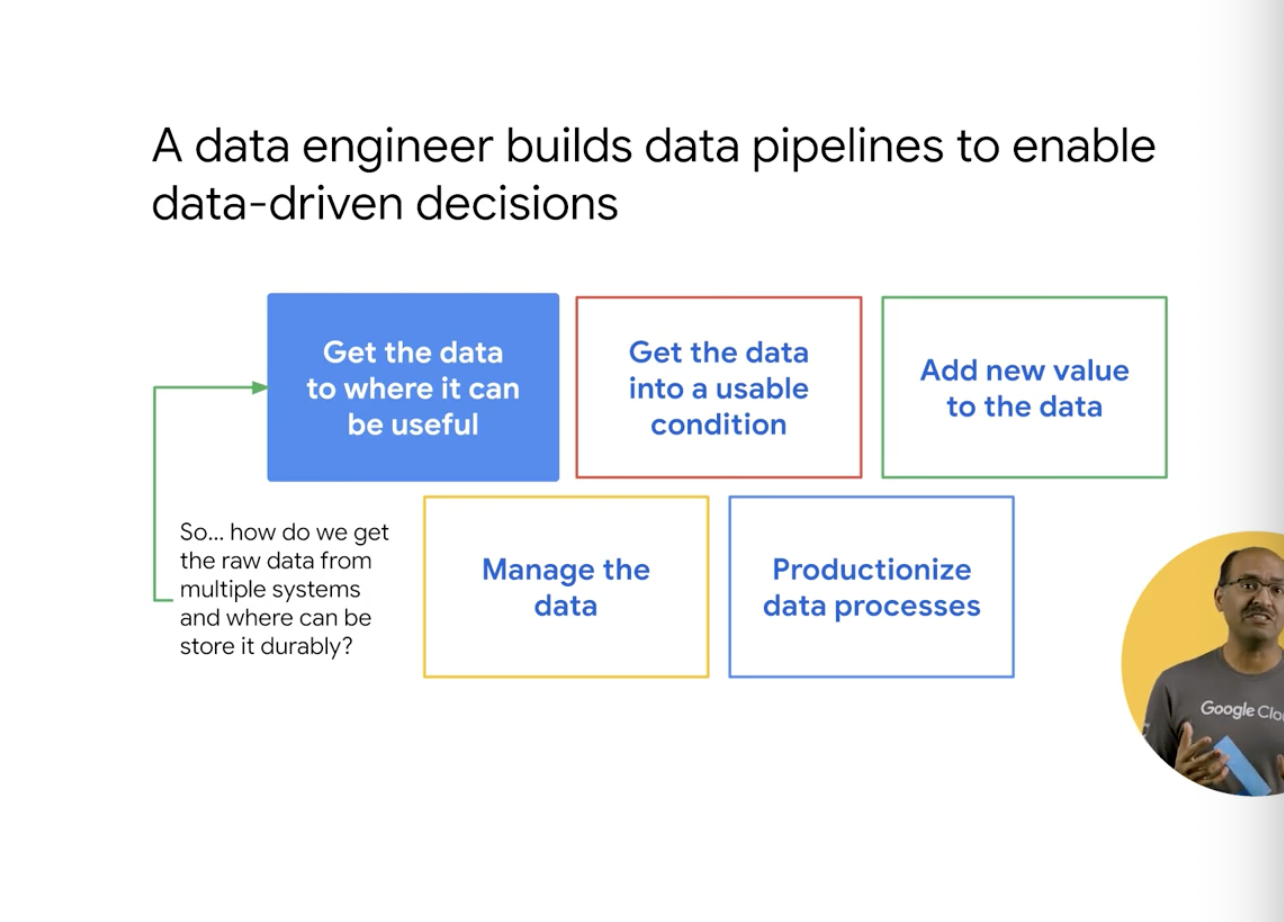 A data engineer builds data pipelines to enable
data-driven decisions
Get the data
to where it can
be useful
Get the data
into a usable
condition
Add new value
to the data
So... how do we get
the raw data from
multiple systems
and where can be
store it durably?
Manage the
data
Productionize
data processes
Google Clo